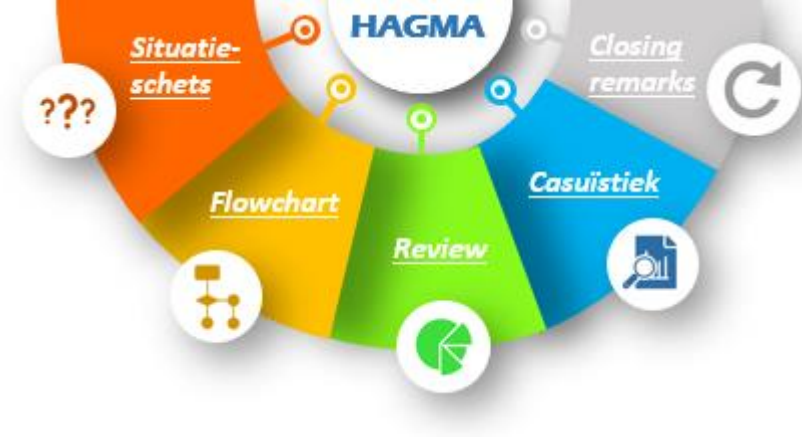 HAGMA
Situatie-
schets
???
Flowchart
Review
Casuïstiek
Closing
remarks